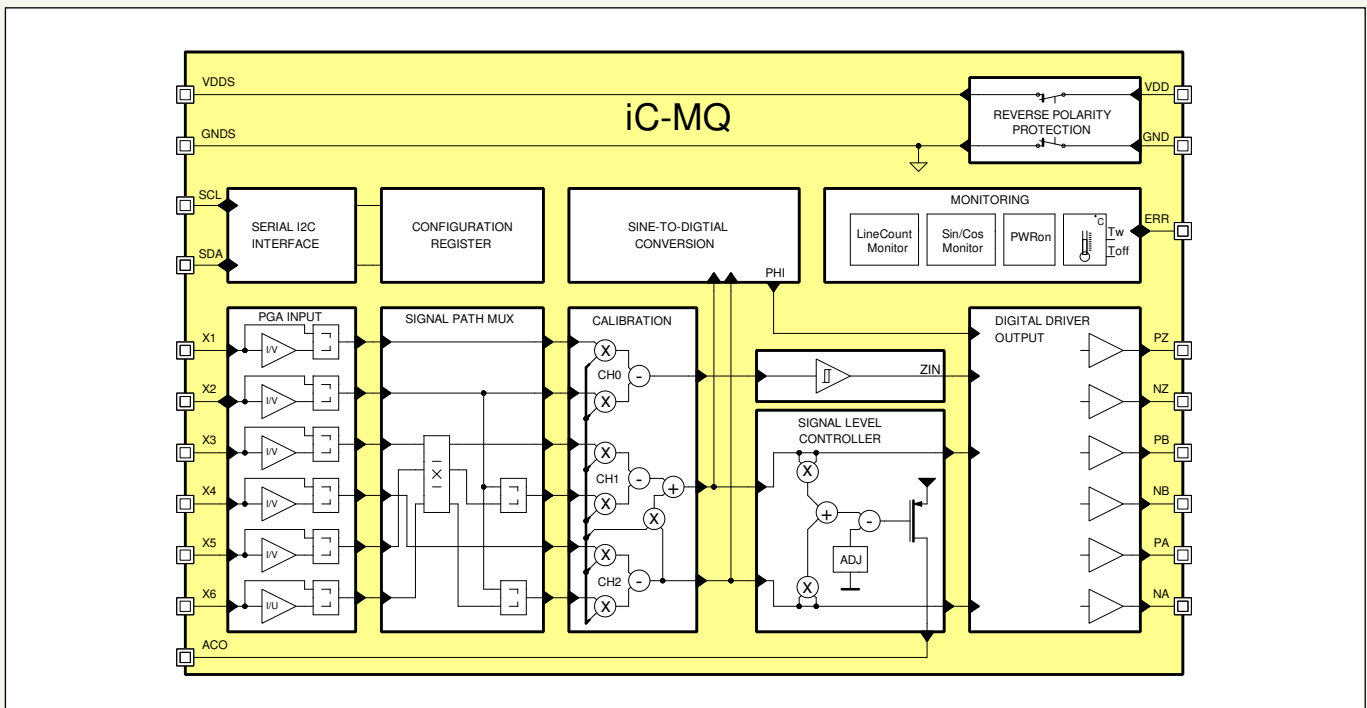 iC-MQ
VDDS
GNDS
SCL
SDA
X1
X2
X3
X4
X5
X6
ACO
VDD
GND
REVERSE POLARITY
PROTECTION
ERR
PZ
NZ
PB
NB
PA
NA
SERIAL I2C
INTERFACE
CONFIGURATION
REGISTER
SINE-TO-DIGTIAL
CONVERSION
PHI
MONITORING
LineCount
Monitor
Sin/Cos
Monitor
PWRon
°C
Tw
Toff
PGA INPUT
I/V
I/V
I/V
I/V
I/V
I/U
SIGNAL PATH MUX
CALIBRATION
X
X
CH0
-
X
X
CH1
-
+
X
X
X
CH2
-
ZIN
SIGNAL LEVEL
CONTROLLER
X
+
-
ADJ
X
DIGITAL DRIVER
OUTPUT